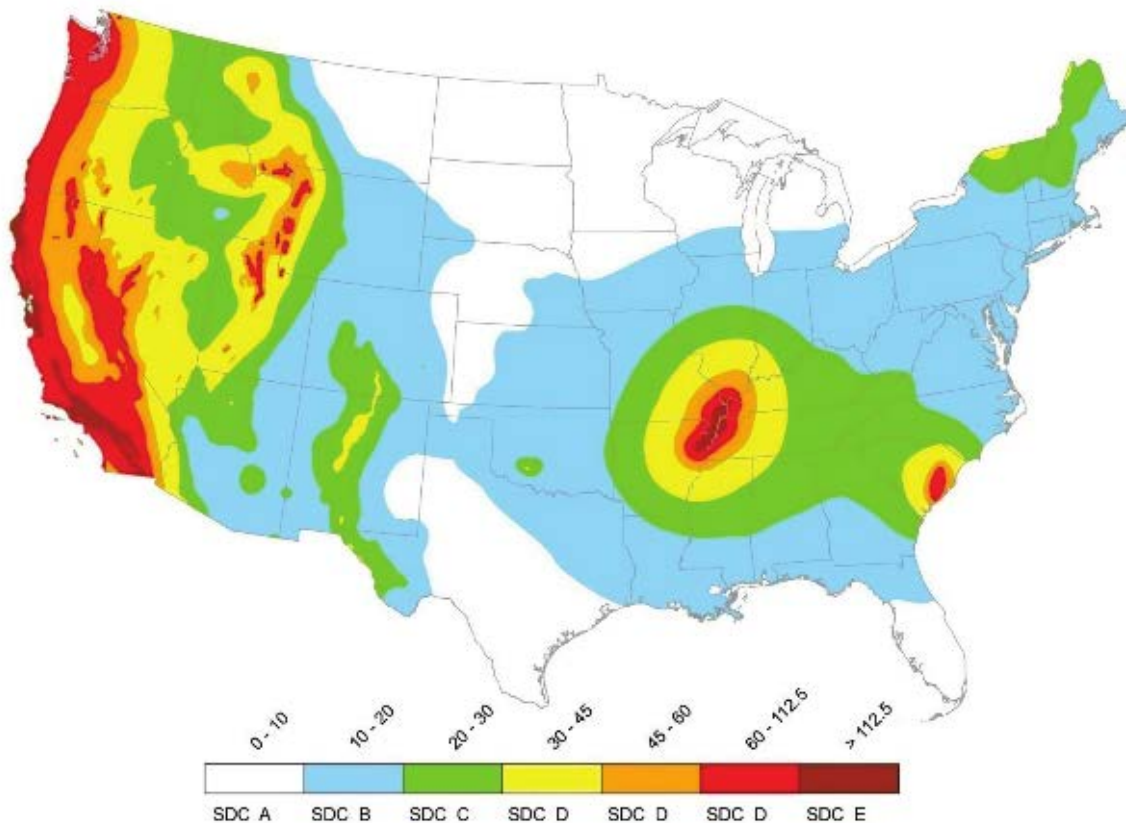 0 - 10
10 - 20
20 - 30
30 - 45
45 - 60
60 - 112.5
> 112.5
SDC A
SDC B
SDC C
SDC D
SDC D
SDC D
SDC E